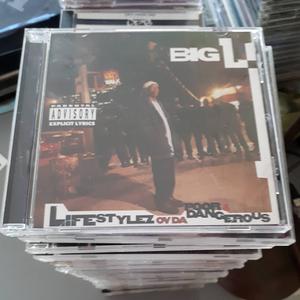 BIG L
PARENTAL
ADVISORY
EXPLICIT LYRICS
LIFESTYLEZ OV DA POOR &
DANGEROUS